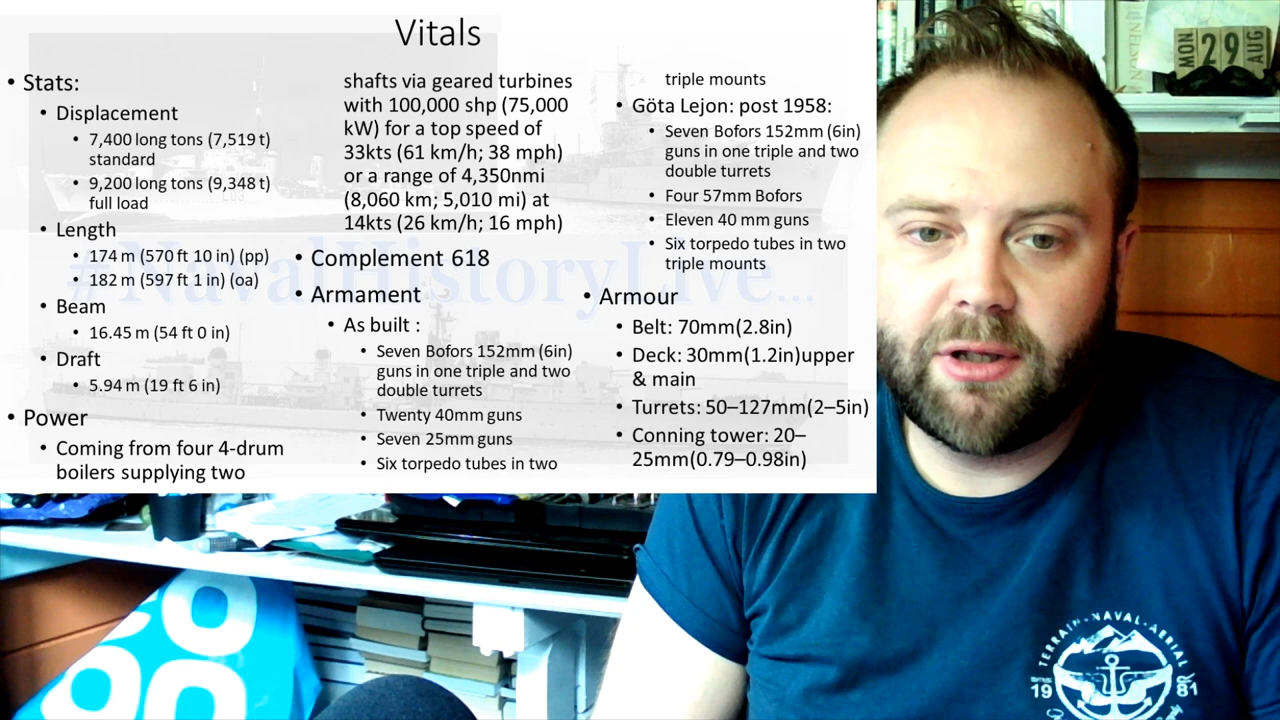 Vitals
• Stats:
• Displacement
• 7,400 long tons (7,519 t)
standard
• 9,200 long tons (9,348 t)
full load
• Length
• 174 m (570 ft 10 in) (pp)
• 182 m (597 ft 1 in) (oa)
• Beam
• 16.45 m (54 ft 0 in)
• Draft
• 5.94 m (19 ft 6 in)
• Power
• Coming from four 4-drum
boilers supplying two
shafts via geared turbines
with 100,000 shp (75,000
kW) for a top speed of
33kts (61 km/h; 38 mph)
or a range of 4,350nmi
(8,060 km; 5,010 mi) at
14kts (26 km/h; 16 mph)
• Complement 618
• Armament
• As built :
• Seven Bofors 152mm (6in)
guns in one triple and two
double turrets
• Twenty 40mm guns
• Seven 25mm guns
• Six torpedo tubes in two
triple mounts
• Göta Lejon: post 1958:
• Seven Bofors 152mm (6in)
guns in one triple and two
double turrets
• Four 57mm Bofors
• Eleven 40 mm guns
• Six torpedo tubes in two
triple mounts
• Armour
• Belt: 70mm(2.8in)
• Deck: 30mm(1.2in)upper
& main
• Turrets: 50–127mm(2–5in)
• Conning tower: 20–
25mm(0.79–0.98in)
#NavalHistoryLive...
NELSON
MON 29 AUG
TERRAIN-NAVAL-AERIAL
19 81